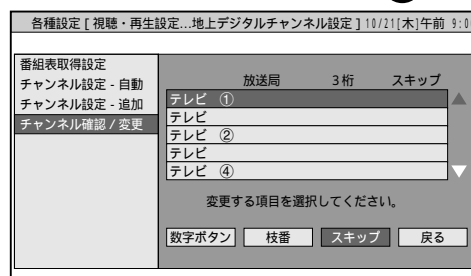 各種設定 [ 視聴・再生設定...地上デジタルチャンネル設定 ] 10/21[木]午前 9:0
番組表取得設定
チャンネル設定 - 自動
チャンネル設定 - 追加
チャンネル確認 / 変更
放送局 3桁 スキップ
テレビ ①
テレビ
テレビ ②
テレビ
テレビ ④
変更する項目を選択してください。
数字ボタン 枝番 スキップ 戻る